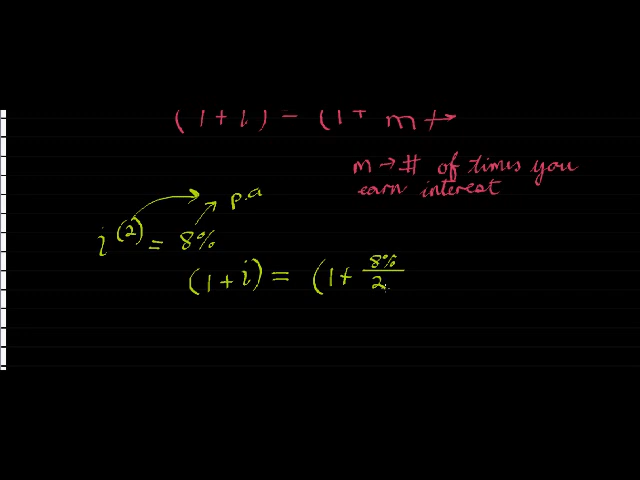 (1 + i) = (1 + m
m → # of times you
earn interest
p.a
i^(2) = 8%
(1 + i) = (1 + 8%/2